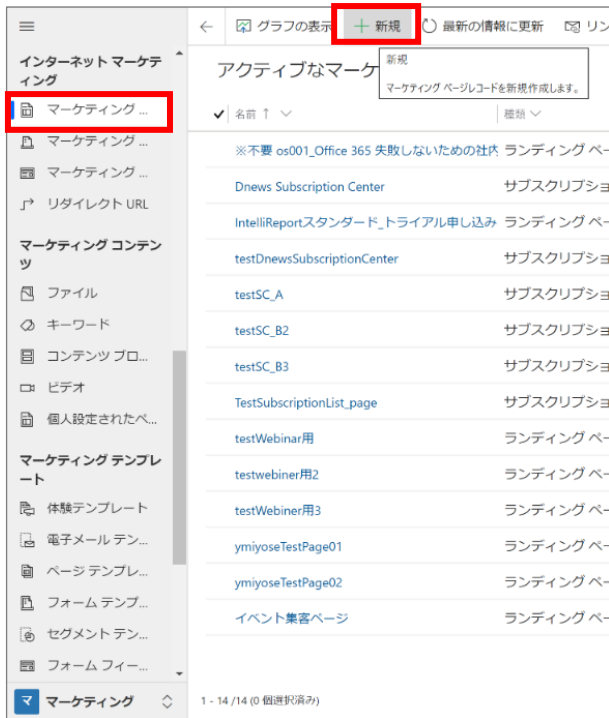 グラフの表示
新規
最新の情報に更新
リン
インターネット マーケテ
ィング
マーケティング ...
マーケティング ...
マーケティング ...
リダイレクト URL
マーケティング コンテン
ツ
ファイル
キーワード
コンテンツ ブロ...
ビデオ
個人設定されたペ...
マーケティング テンプレ
ート
体験テンプレート
電子メール テン...
ページ テンプレ...
フォーム テンプ...
セグメント テン...
フォーム フィー...
マ マーケティング
アクティブなマーケ
新規
マーケティング ページレコードを新規作成します。
名前 ↑ 種類
※不要 os001_Office 365 失敗しないための社内 ランディング ペー
Dnews Subscription Center サブスクリプショ
IntelliReportスタンダード_トライアル申し込み ランディング ペー
testDnewsSubscriptionCenter サブスクリプショ
testSC_A サブスクリプショ
testSC_B2 サブスクリプショ
testSC_B3 サブスクリプショ
TestSubscriptionList_page サブスクリプショ
testWebinar用 ランディング ペー
testwebiner用2 ランディング ペー
testWebiner用3 ランディング ペー
ymiyoseTestPage01 ランディング ペー
ymiyoseTestPage02 ランディング ペー
イベント集客ページ ランディング ペー
1 - 14 /14 (0 個選択済み)